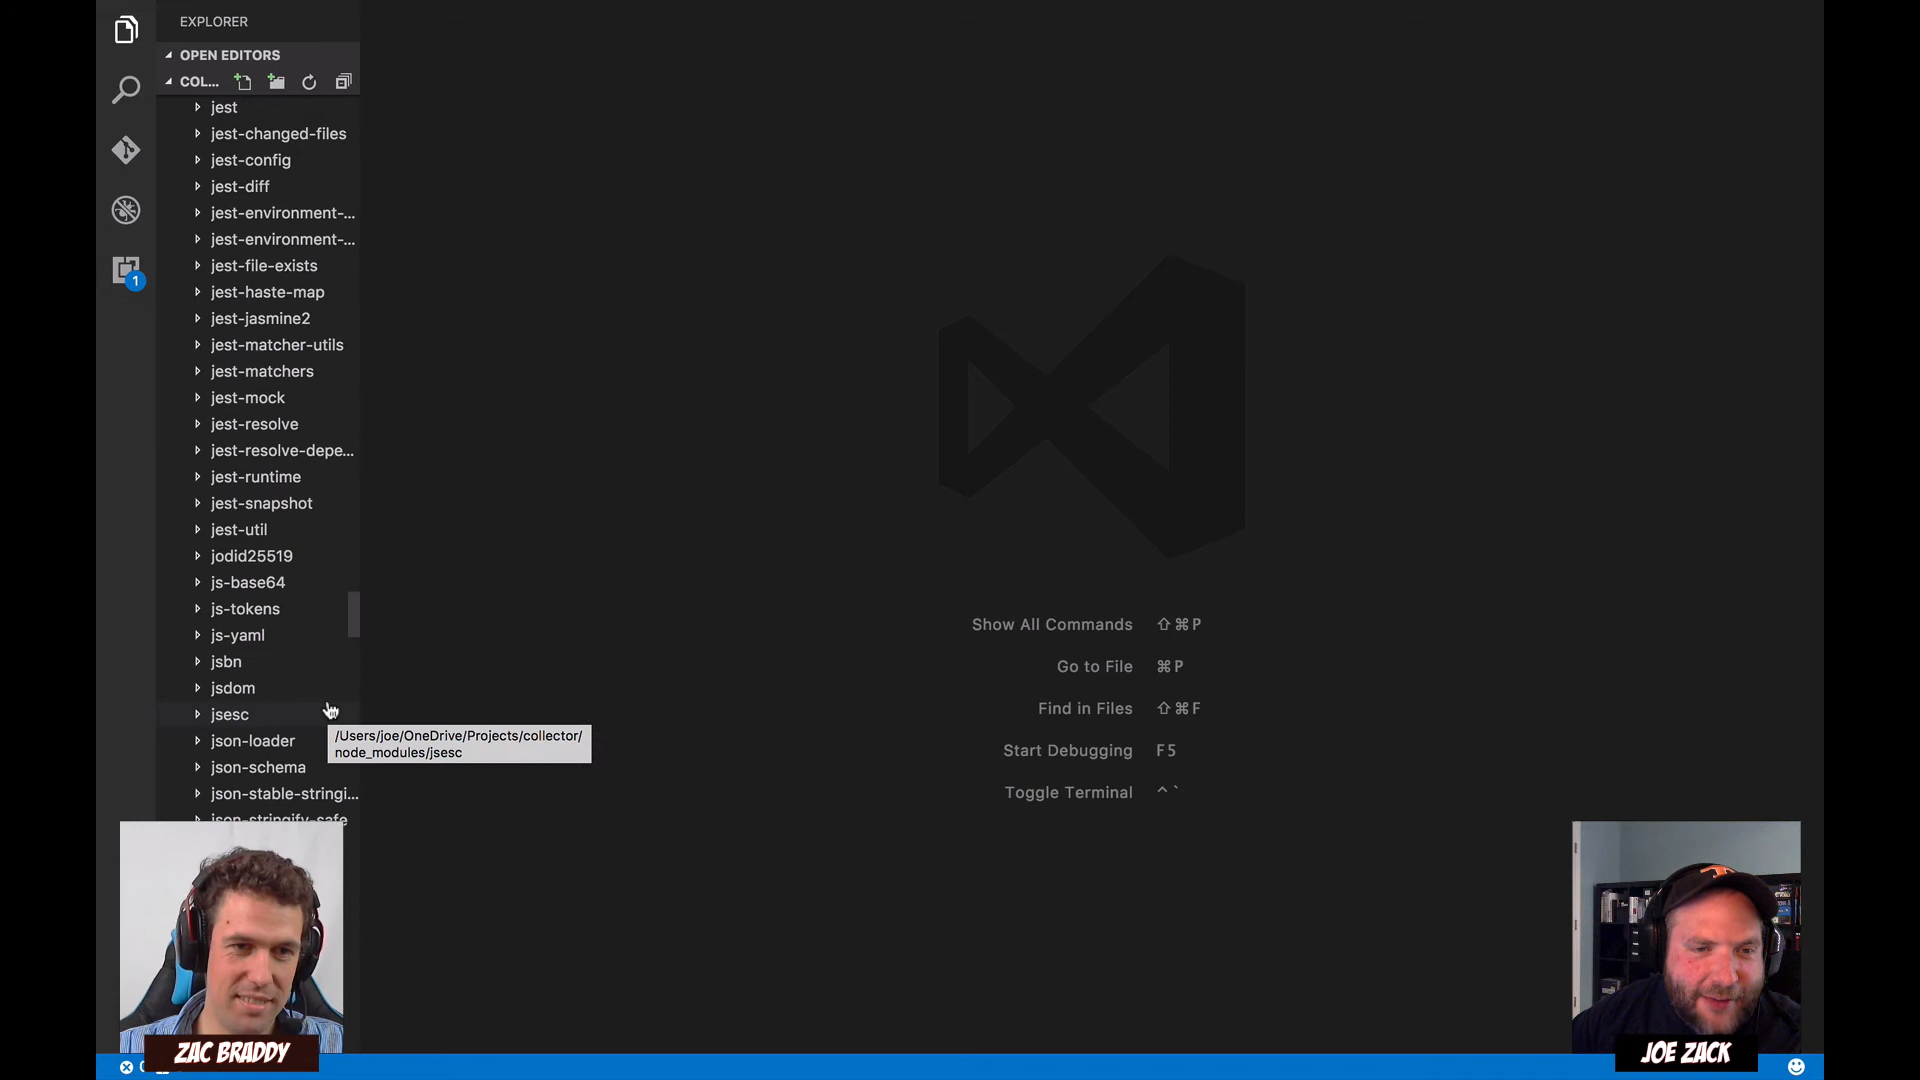 EXPLORER
OPEN EDITORS
COL...
jest
jest-changed-files
jest-config
jest-diff
jest-environment-...
jest-environment-...
jest-file-exists
jest-haste-map
jest-jasmine2
jest-matcher-utils
jest-matchers
jest-mock
jest-resolve
jest-resolve-depe...
jest-runtime
jest-snapshot
jest-util
jodid25519
js-base64
js-tokens
js-yaml
jsbn
jsdom
jsesc
json-loader
json-schema
json-stable-stringi...
json-stringify-safe
1
/Users/joe/OneDrive/Projects/collector/
node_modules/jsesc
Show All Commands ⇧⌘P
Go to File ⌘P
Find in Files ⇧⌘F
Start Debugging F5
Toggle Terminal ^`
ZAC BRADDY
JOE ZACK